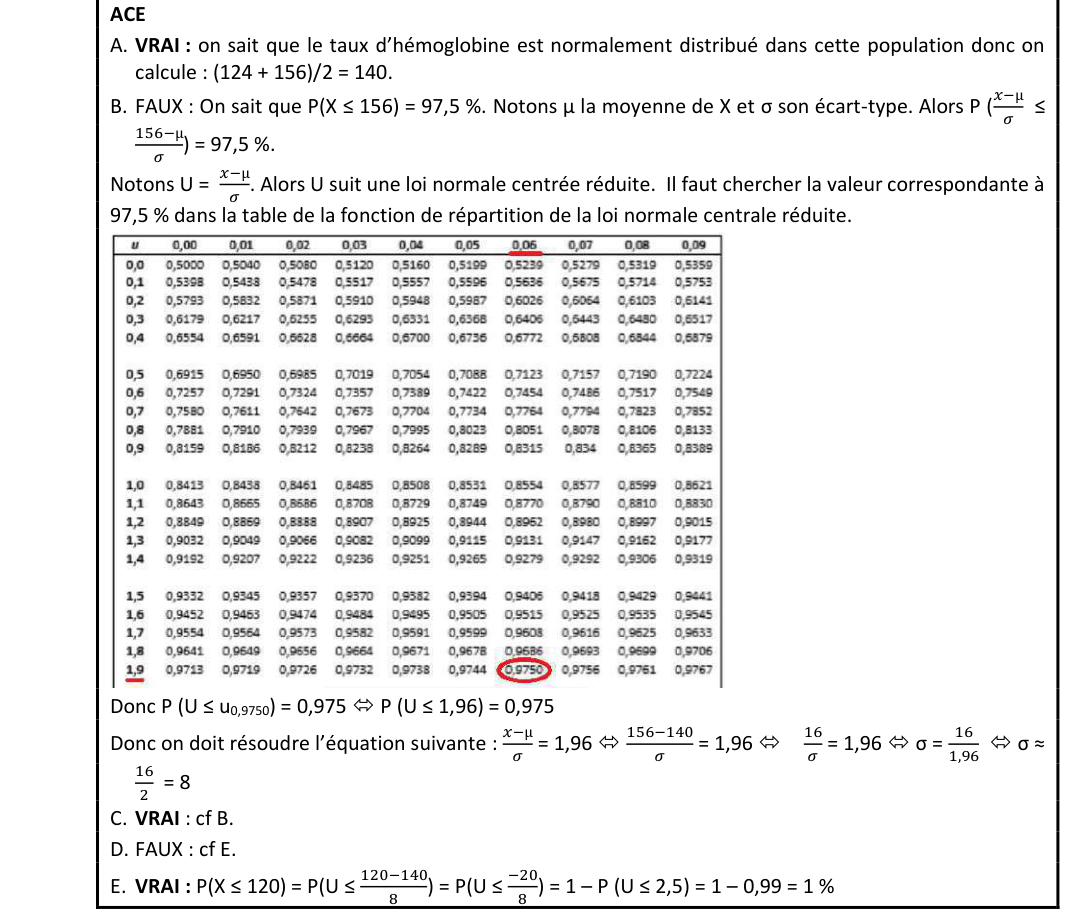 ACE
A. VRAI : on sait que le taux d'hémoglobine est normalement distribué dans cette population donc on
calcule : (124 + 156)/2 = 140.
B. FAUX : On sait que P(X ≤ 156) = 97,5 %. Notons µ la moyenne de X et σ son écart-type. Alors P (\frac{x−µ}{σ} ≤
\frac{156−µ}{σ}) = 97,5 %.
Notons U = \frac{x−µ}{σ}. Alors U suit une loi normale centrée réduite. Il faut chercher la valeur correspondante à
97,5 % dans la table de la fonction de répartition de la loi normale centrale réduite.
u 0,00 0,01 0,02 0,03 0,04 0,05 0,06 0,07 0,08 0,09
0,0 0,5000 0,5040 0,5080 0,5120 0,5160 0,5199 0,5239 0,5279 0,5319 0,5359
0,1 0,5398 0,5438 0,5478 0,5517 0,5557 0,5596 0,5636 0,5675 0,5714 0,5753
0,2 0,5793 0,5832 0,5871 0,5910 0,5948 0,5987 0,6026 0,6064 0,6103 0,6141
0,3 0,6179 0,6217 0,6255 0,6293 0,6331 0,6368 0,6406 0,6443 0,6480 0,6517
0,4 0,6554 0,6591 0,6628 0,6664 0,6700 0,6736 0,6772 0,6808 0,6844 0,6879
0,5 0,6915 0,6950 0,6985 0,7019 0,7054 0,7088 0,7123 0,7157 0,7190 0,7224
0,6 0,7257 0,7291 0,7324 0,7357 0,7389 0,7422 0,7454 0,7486 0,7517 0,7549
0,7 0,7580 0,7611 0,7642 0,7673 0,7704 0,7734 0,7764 0,7794 0,7823 0,7852
0,8 0,7881 0,7910 0,7939 0,7967 0,7995 0,8023 0,8051 0,8078 0,8106 0,8133
0,9 0,8159 0,8186 0,8212 0,8238 0,8264 0,8289 0,8315 0,834 0,8365 0,8389
1,0 0,8413 0,8438 0,8461 0,8485 0,8508 0,8531 0,8554 0,8577 0,8599 0,8621
1,1 0,8643 0,8665 0,8686 0,8708 0,8729 0,8749 0,8770 0,8790 0,8810 0,8830
1,2 0,8849 0,8869 0,8888 0,8907 0,8925 0,8944 0,8962 0,8980 0,8997 0,9015
1,3 0,9032 0,9049 0,9066 0,9082 0,9099 0,9115 0,9131 0,9147 0,9162 0,9177
1,4 0,9192 0,9207 0,9222 0,9236 0,9251 0,9265 0,9279 0,9292 0,9306 0,9319
1,5 0,9332 0,9345 0,9357 0,9370 0,9382 0,9394 0,9406 0,9418 0,9429 0,9441
1,6 0,9452 0,9463 0,9474 0,9484 0,9495 0,9505 0,9515 0,9525 0,9535 0,9545
1,7 0,9554 0,9564 0,9573 0,9582 0,9591 0,9599 0,9608 0,9616 0,9625 0,9633
1,8 0,9641 0,9649 0,9656 0,9664 0,9671 0,9678 0,9686 0,9693 0,9699 0,9706
1,9 0,9713 0,9719 0,9726 0,9732 0,9738 0,9744 0,9750 0,9756 0,9761 0,9767
Donc P (U ≤ u0,9750) = 0,975 ⇔ P (U ≤ 1,96) = 0,975
Donc on doit résoudre l'équation suivante : \frac{x−µ}{σ} = 1,96 ⇔ \frac{156−140}{σ} = 1,96 ⇔ \frac{16}{σ} = 1,96 ⇔ σ = \frac{16}{1,96} ⇔ σ ≈
\frac{16}{2} = 8
C. VRAI : cf B.
D. FAUX : cf E.
E. VRAI : P(X ≤ 120) = P(U ≤ \frac{120−140}{8}) = P(U ≤ \frac{−20}{8}) = 1 – P (U ≤ 2,5) = 1 – 0,99 = 1 %